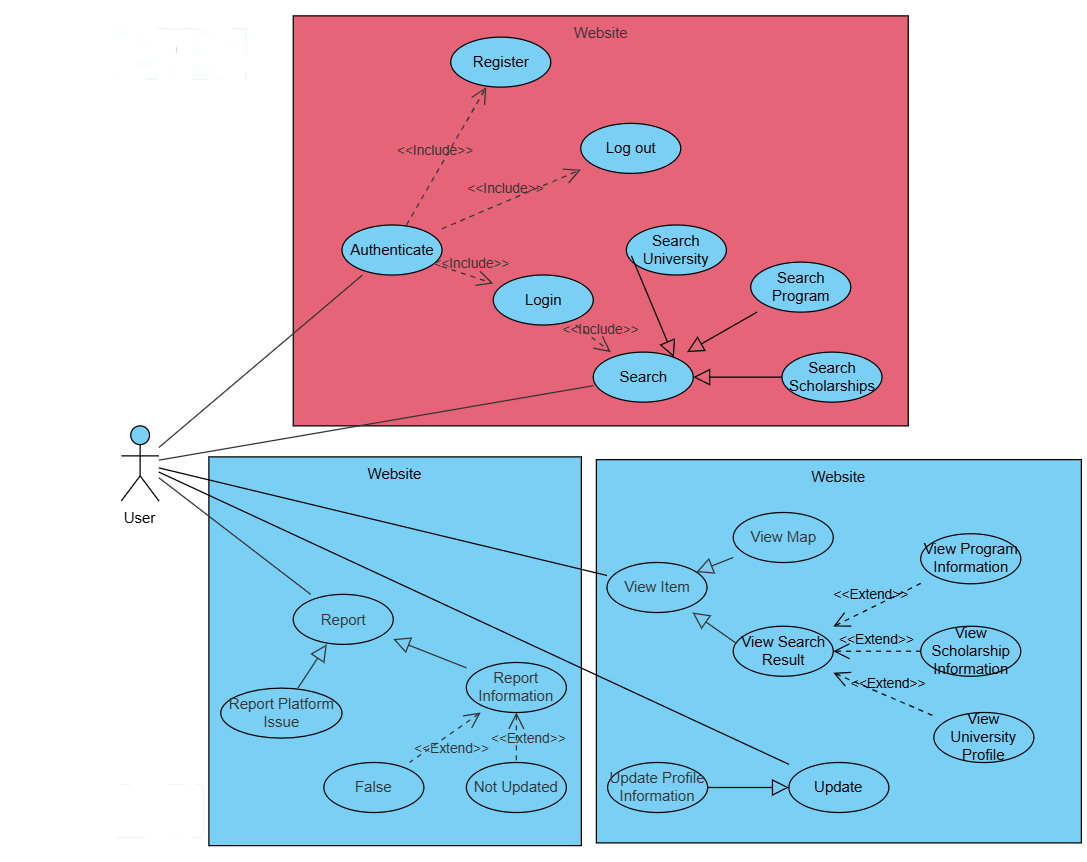 Website
Register
<<Include>>
Log out
<<Include>>
Authenticate
<<Include>>
Search
University
Search
Program
Login
<<Include>>
Search
Search
Scholarships
User
Website
Report
Report Platform
Issue
Report
Information
<<Extend>>
<<Extend>>
False
Not Updated
Website
View Map
View Item
View Program
Information
<<Extend>>
View Search
Result
<<Extend>>
View
Scholarship
Information
<<Extend>>
View
University
Profile
Update Profile
Information
Update